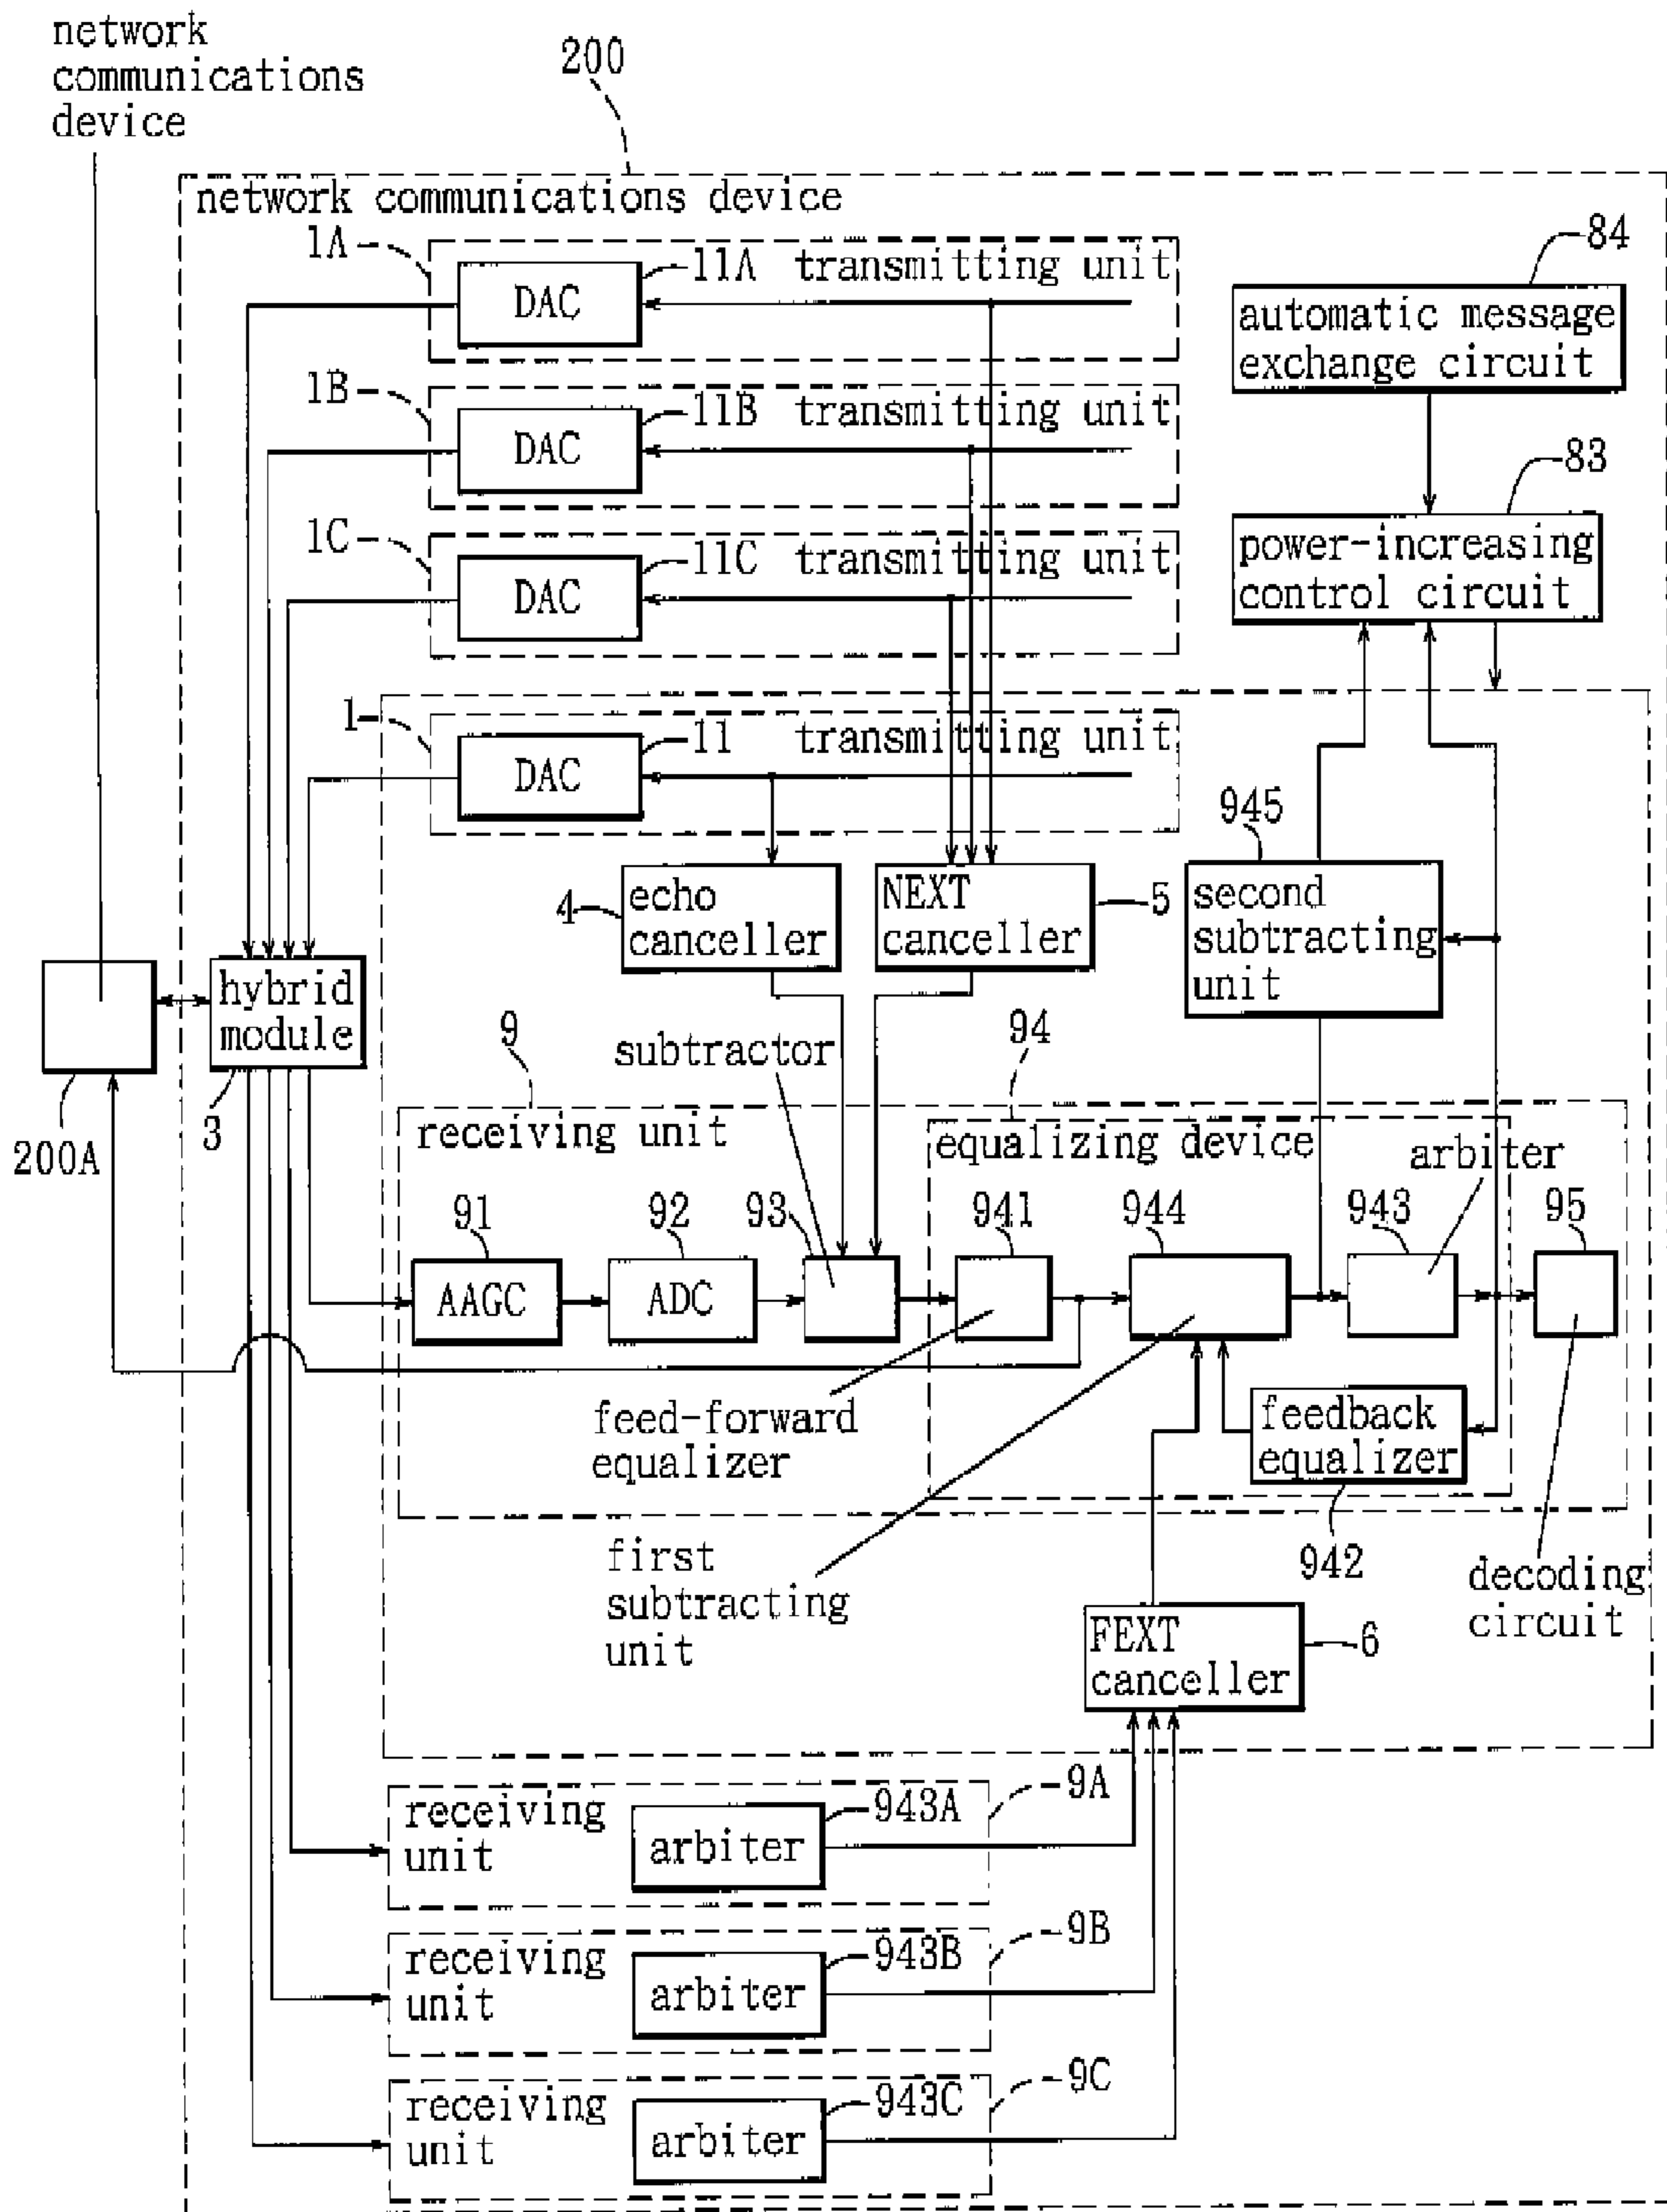 network
communications
device
200
network communications device
1A
11A
transmitting unit
DAC
84
automatic message
exchange circuit
1B
11B
transmitting unit
DAC
83
power-increasing
control circuit
1C
11C
transmitting unit
DAC
1
11
transmitting unit
DAC
945
second
subtracting
unit
4
echo
canceller
NEXT
canceller
5
hybrid
module
3
200A
9
subtractor
94
receiving unit
equalizing device
arbiter
91
92
93
941
944
943
95
AAGC
ADC
feed-forward
equalizer
feedback
equalizer
942
first
subtracting
unit
decoding
circuit
FEXT
canceller
6
receiving
unit
943A
arbiter
9A
receiving
unit
943B
arbiter
9B
receiving
unit
943C
arbiter
9C